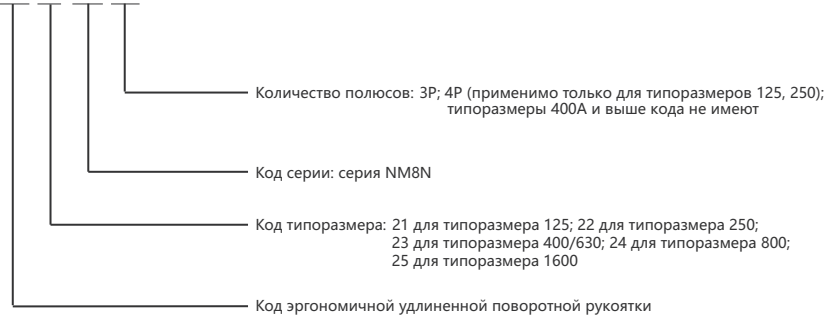 Количество полюсов: 3P; 4P (применимо только для типоразмеров 125, 250);
типоразмеры 400А и выше кода не имеют
Код серии: серия NM8N
Код типоразмера: 21 для типоразмера 125; 22 для типоразмера 250;
23 для типоразмера 400/630; 24 для типоразмера 800;
25 для типоразмера 1600
Код эргономичной удлиненной поворотной рукоятки